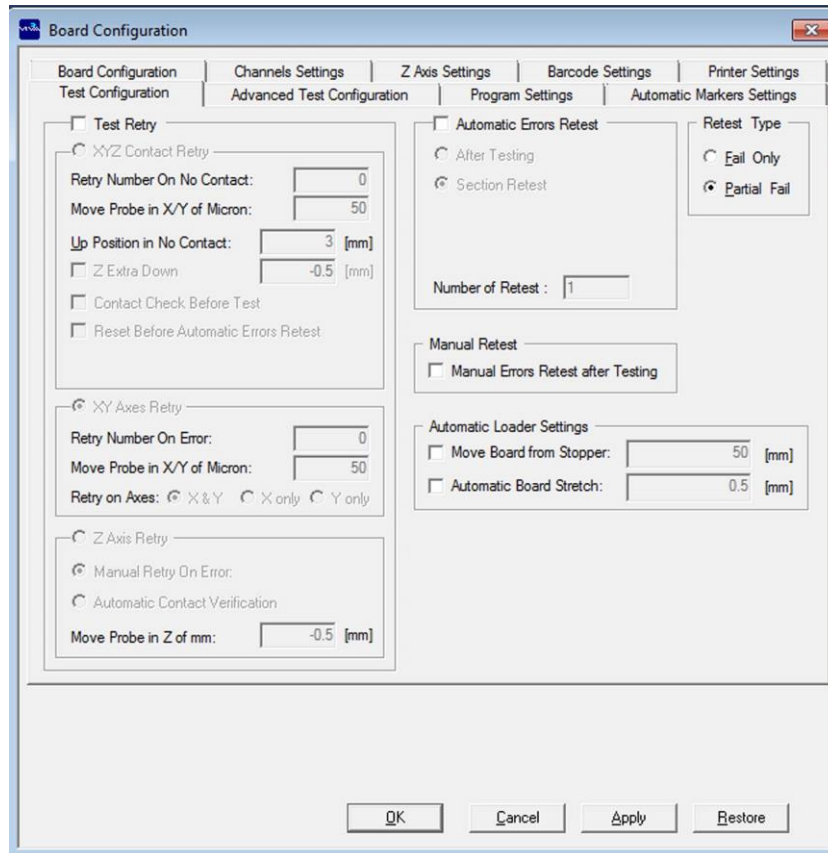 Board Configuration
Board Configuration Channels Settings Z Axis Settings Barcode Settings Printer Settings
Test Configuration Advanced Test Configuration Program Settings Automatic Markers Settings
Test Retry
XYZ Contact Retry
Retry Number On No Contact: 0
Move Probe in X/Y of Micron: 50
Up Position in No Contact: 3 [mm]
Z Extra Down -0.5 [mm]
Contact Check Before Test
Reset Before Automatic Errors Retest
XY Axes Retry
Retry Number On Error: 0
Move Probe in X/Y of Micron: 50
Retry on Axes: X & Y X only Y only
Z Axis Retry
Manual Retry On Error:
Automatic Contact Verification
Move Probe in Z of mm: -0.5 [mm]
Automatic Errors Retest
After Testing
Section Retest
Number of Retest : 1
Retest Type
Fail Only
Partial Fail
Manual Retest
Manual Errors Retest after Testing
Automatic Loader Settings
Move Board from Stopper: 50 [mm]
Automatic Board Stretch: 0.5 [mm]
OK Cancel Apply Restore